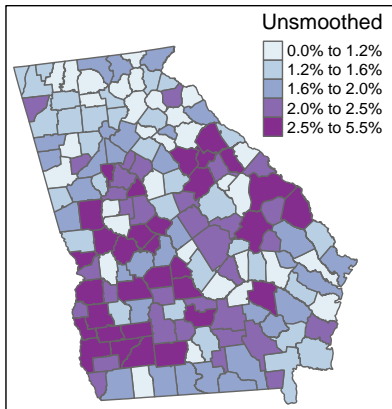 Unsmoothed
0.0% to 1.2%
1.2% to 1.6%
1.6% to 2.0%
2.0% to 2.5%
2.5% to 5.5%